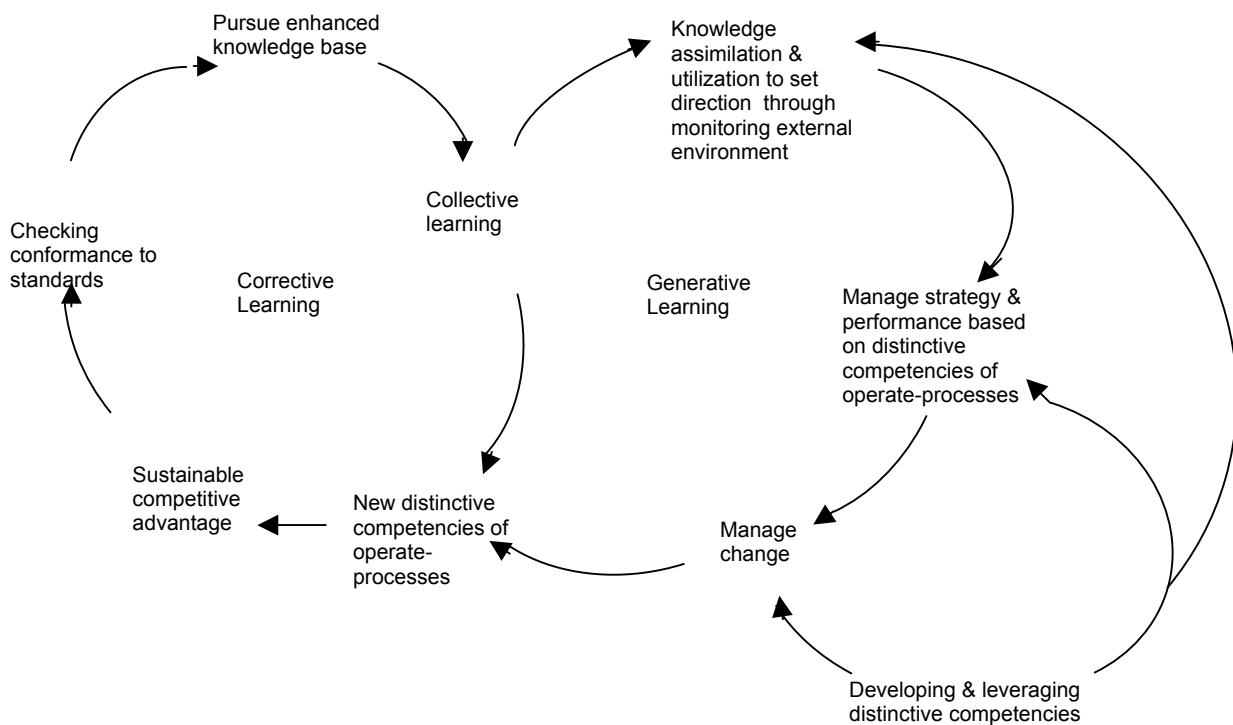 Pursue enhanced
knowledge base
Knowledge
assimilation &
utilization to set
direction through
monitoring external
environment
Collective
learning
Checking
conformance to
standards
Corrective
Learning
Generative
Learning
Manage strategy &
performance based
on distinctive
competencies of
operate-processes
Sustainable
competitive
advantage
New distinctive
competencies of
operate-
processes
Manage
change
Developing & leveraging
distinctive competencies